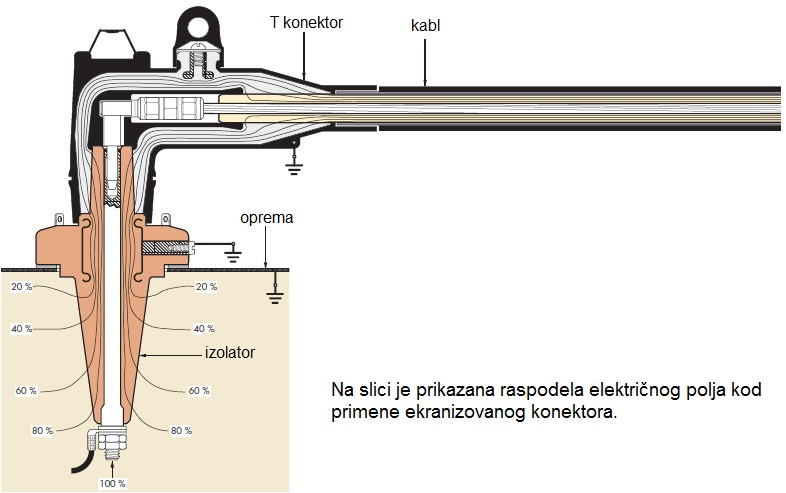 T konektor
kabl
oprema
20 % 20 %
40 % 40 %
izolator
60 % 60 %
80 % 80 %
100 %
Na slici je prikazana raspodela električnog polja kod
primene ekranizovanog konektora.